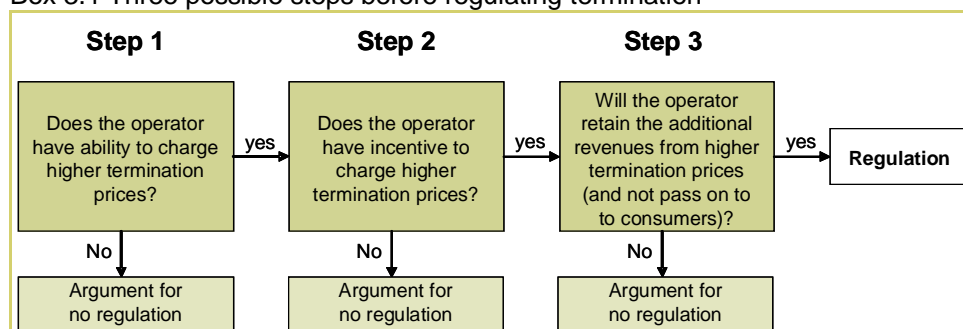 Box 3.1 Three possible steps before regulating termination
Step 1
Step 2
Step 3
Does the operator
have ability to charge
higher termination
prices?
yes
Does the operator
have incentive to
charge higher
termination prices?
yes
Will the operator
retain the additional
revenues from higher
termination prices
(and not pass on to
to consumers)?
yes
Regulation
No
No
No
Argument for
no regulation
Argument for
no regulation
Argument for
no regulation